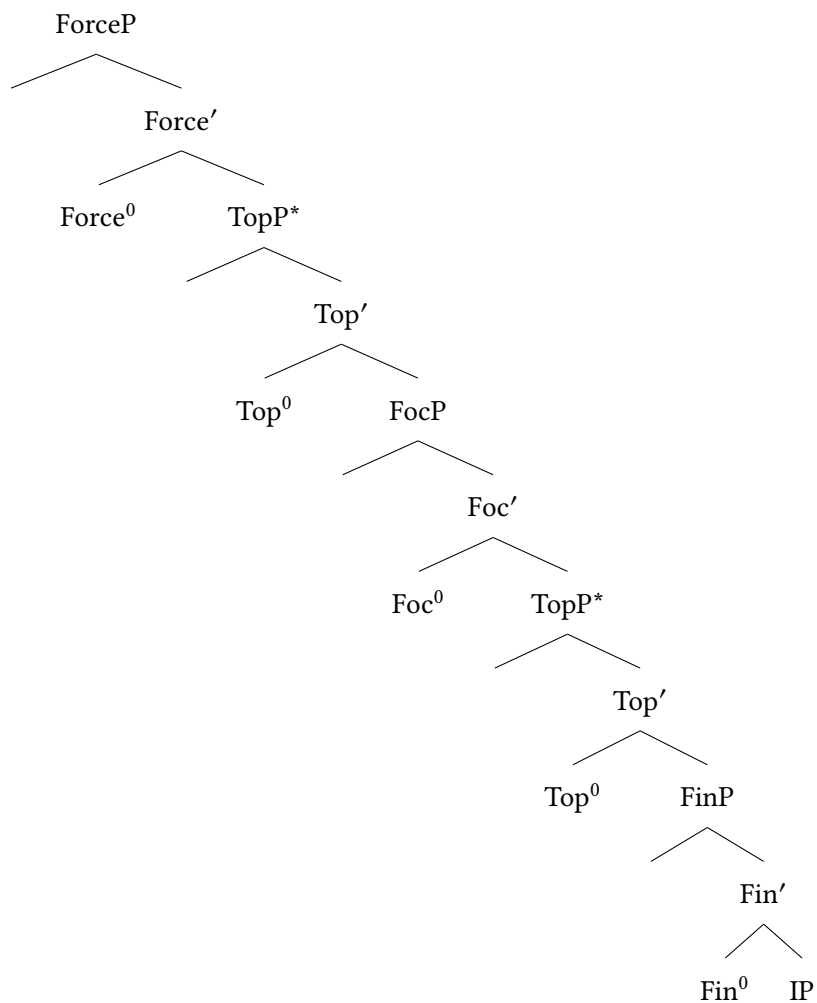 ForceP
Force′
Force⁰ TopP*
Top′
Top⁰ FocP
Foc′
Foc⁰ TopP*
Top′
Top⁰ FinP
Fin′
Fin⁰ IP